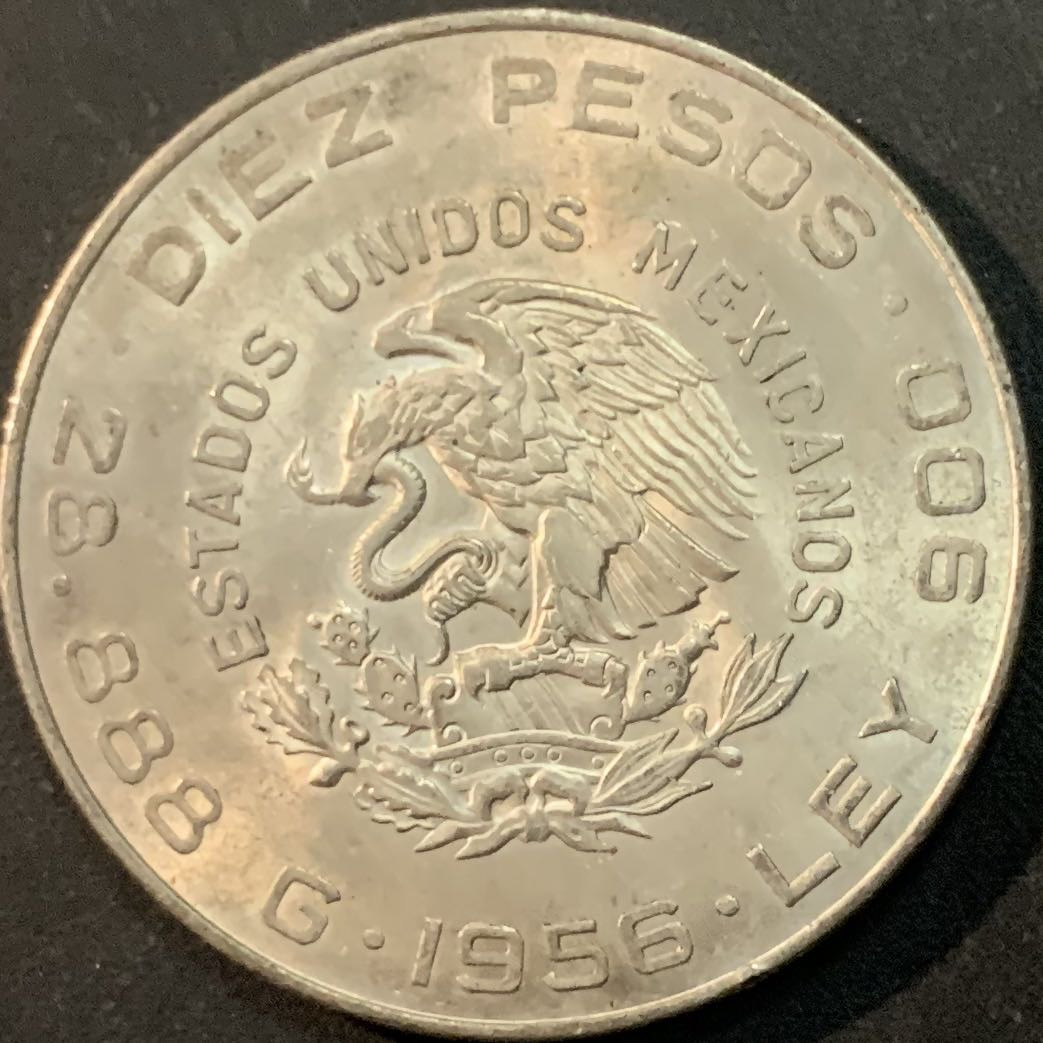 DIEZ PESOS · 900 LEY · 1956 · 28.888 G
ESTADOS UNIDOS MEXICANOS